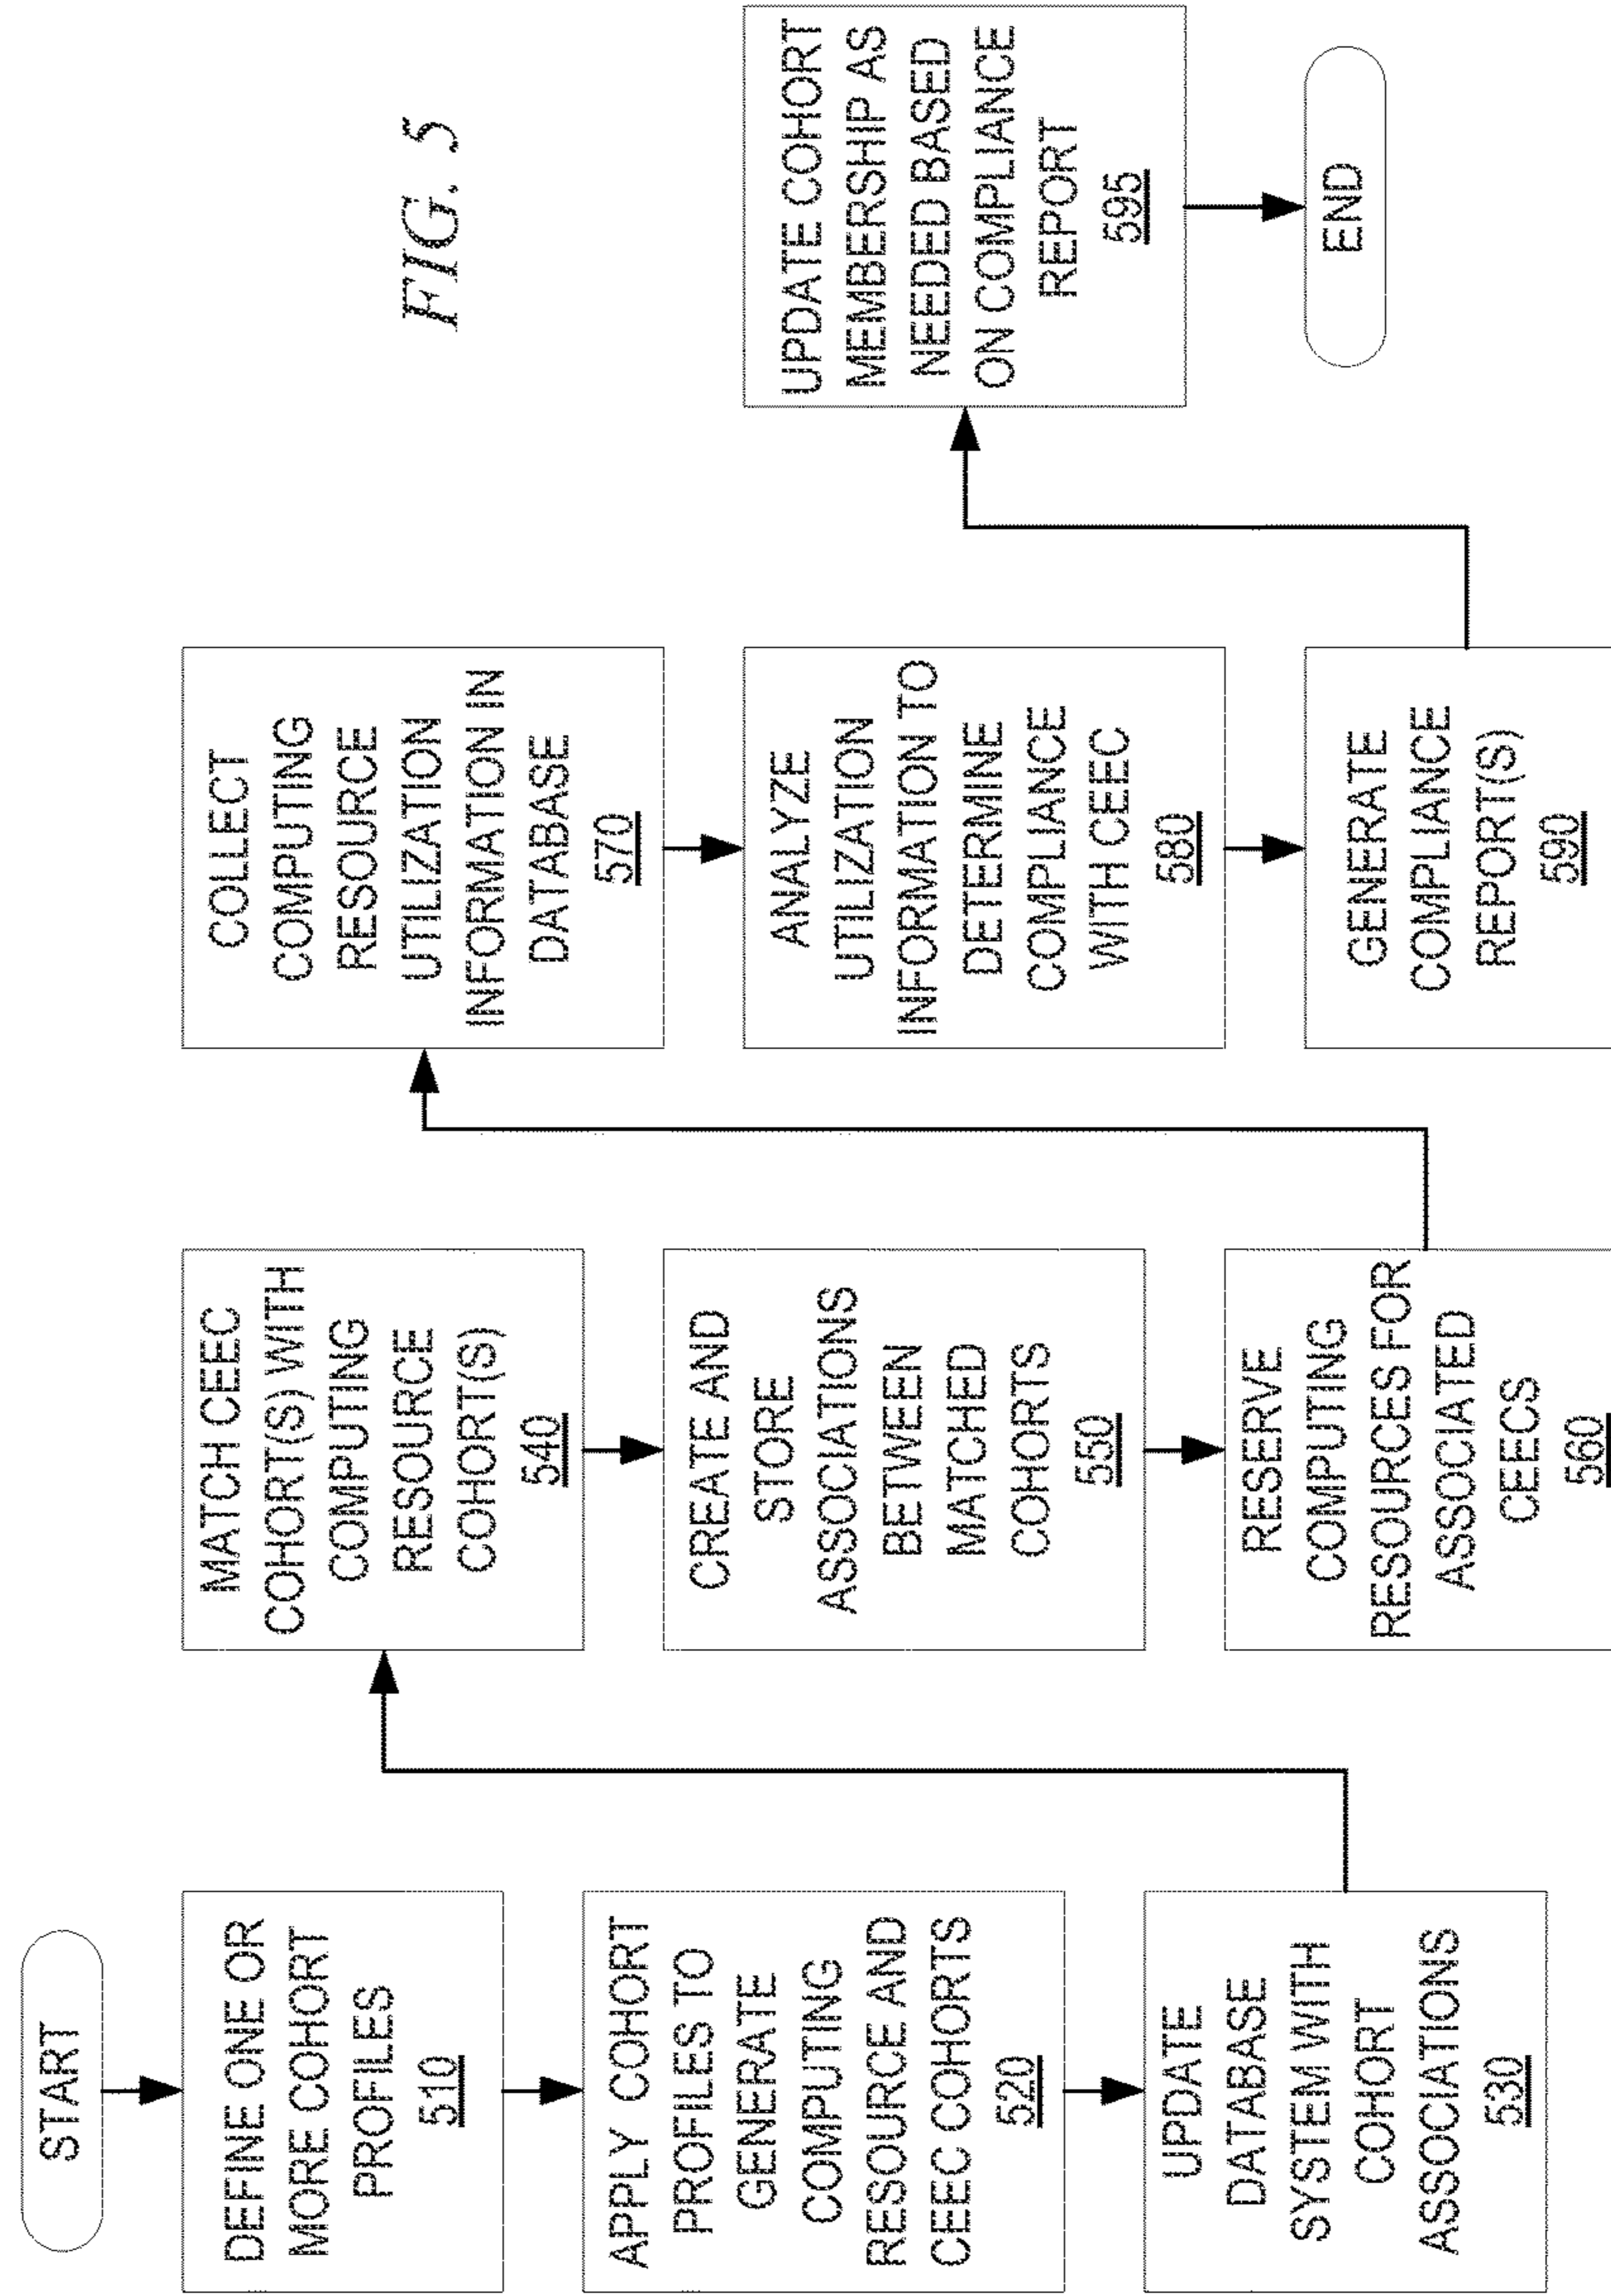 FIG. 5
START
DEFINE ONE OR
MORE COHORT
PROFILES
510
APPLY COHORT
PROFILES TO
GENERATE
COMPUTING
RESOURCE AND
CEEC COHORTS
520
UPDATE
DATABASE
SYSTEM WITH
COHORT
ASSOCIATIONS
530
MATCH CEEC
COHORT(S) WITH
COMPUTING
RESOURCE
COHORT(S)
540
CREATE AND
STORE
ASSOCIATIONS
BETWEEN
MATCHED
COHORTS
550
RESERVE
COMPUTING
RESOURCES FOR
ASSOCIATED
CEECS
560
COLLECT
COMPUTING
RESOURCE
UTILIZATION
INFORMATION IN
DATABASE
570
ANALYZE
UTILIZATION
INFORMATION TO
DETERMINE
COMPLIANCE
WITH CEEC
580
GENERATE
COMPLIANCE
REPORT(S)
590
UPDATE COHORT
MEMBERSHIP AS
NEEDED BASED
ON COMPLIANCE
REPORT
595
END